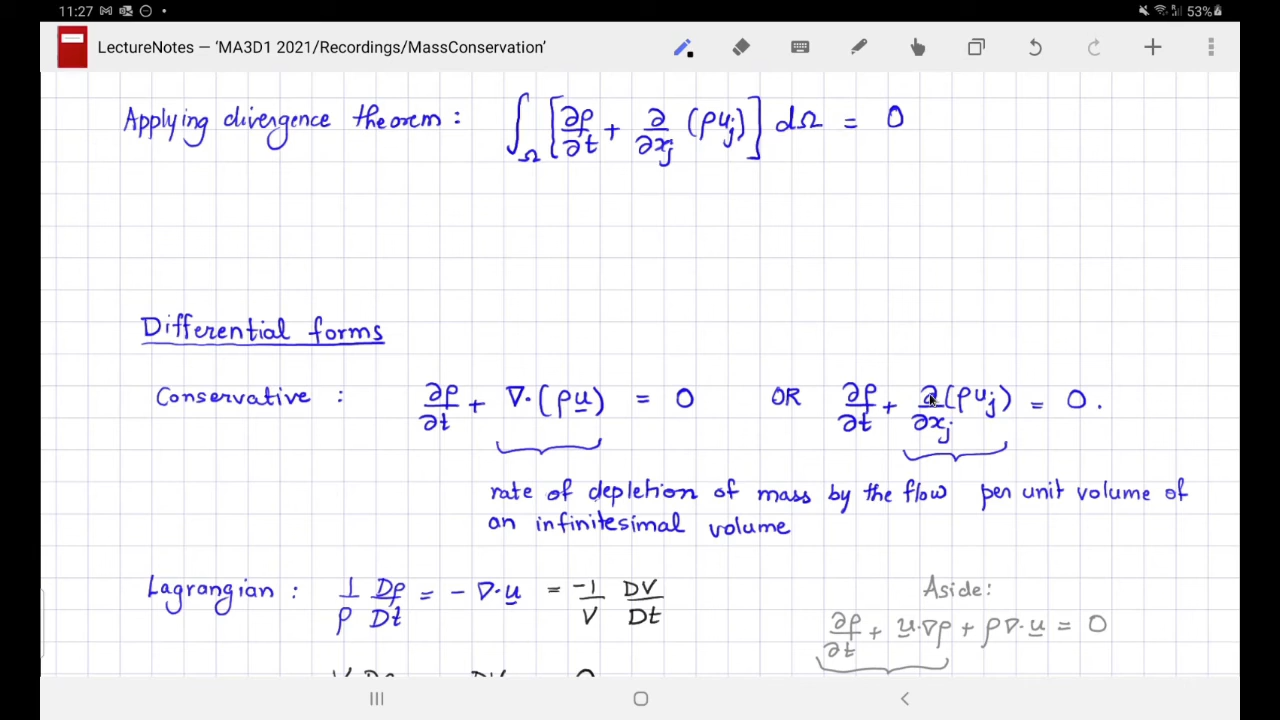 11:27 53%
LectureNotes — ‘MA3D1 2021/Recordings/MassConservation’
Applying divergence theorem : ∫_Ω [∂ρ/∂t + ∂/∂x_j (ρu_j)] dΩ = 0
Differential forms
Conservative : ∂ρ/∂t + ∇·(ρu) = 0 OR ∂ρ/∂t + ∂/∂x_j (ρu_j) = 0.
rate of depletion of mass by the flow per unit volume of
an infinitesimal volume
Lagrangian : 1/ρ Dρ/Dt = - ∇·u = -1/V DV/Dt
Aside:
∂ρ/∂t + u·∇ρ + ρ∇·u = 0